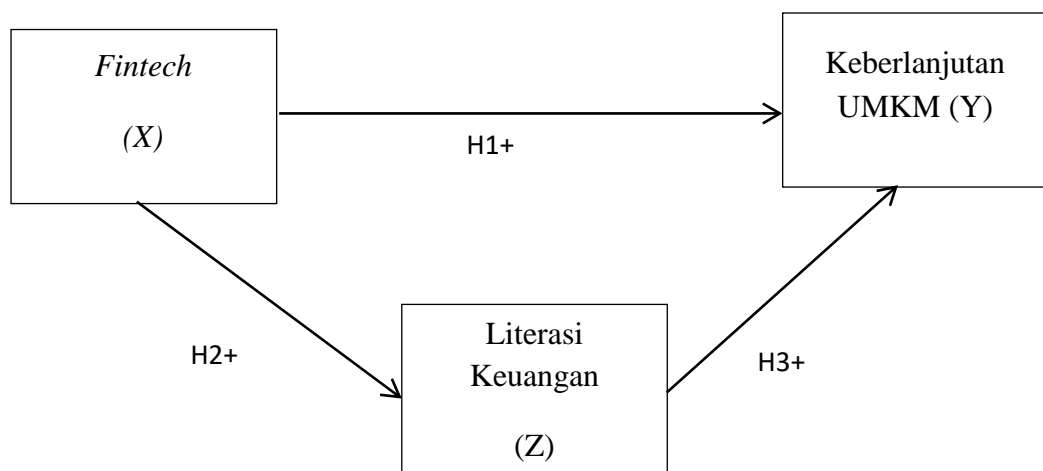 Fintech
(X)
Keberlanjutan
UMKM (Y)
H1+
H2+
Literasi
Keuangan
(Z)
H3+